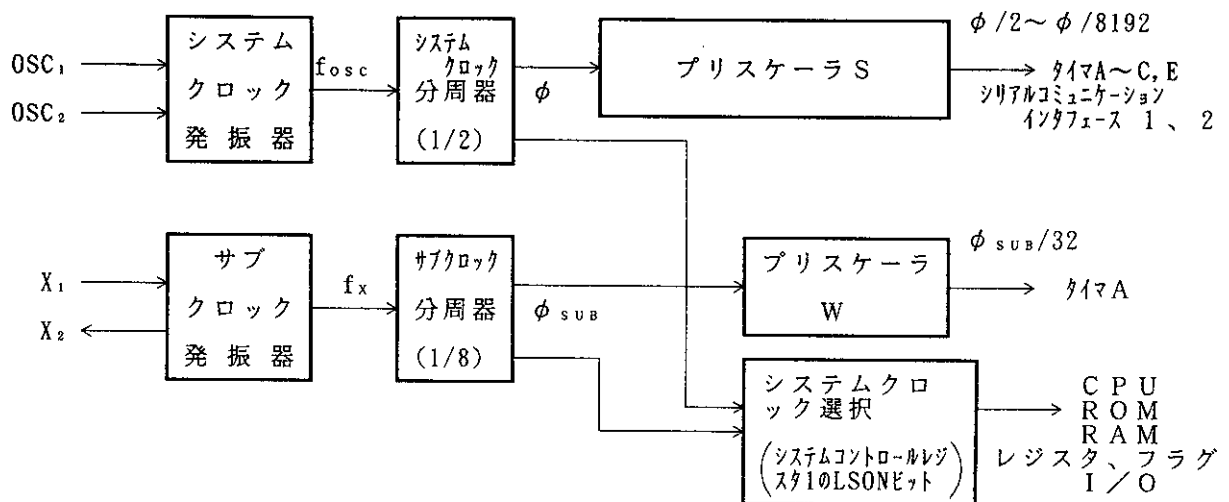 OSC₁
OSC₂
システム
クロック
発振器
fosc
システム
クロック
分周器
(1/2)
φ
プリスケーラS
φ/2～φ/8192
タイマA～C,E
シリアルコミュニケーション
インタフェース 1、2
X₁
X₂
サブ
クロック
発振器
fx
サブクロック
分周器
(1/8)
φSUB
プリスケーラ
W
φSUB/32
タイマA
システムクロ
ック選択
(システムコントロールレジ
スタ1のLSONビット)
CPU
ROM
RAM
レジスタ、フラグ
I/O